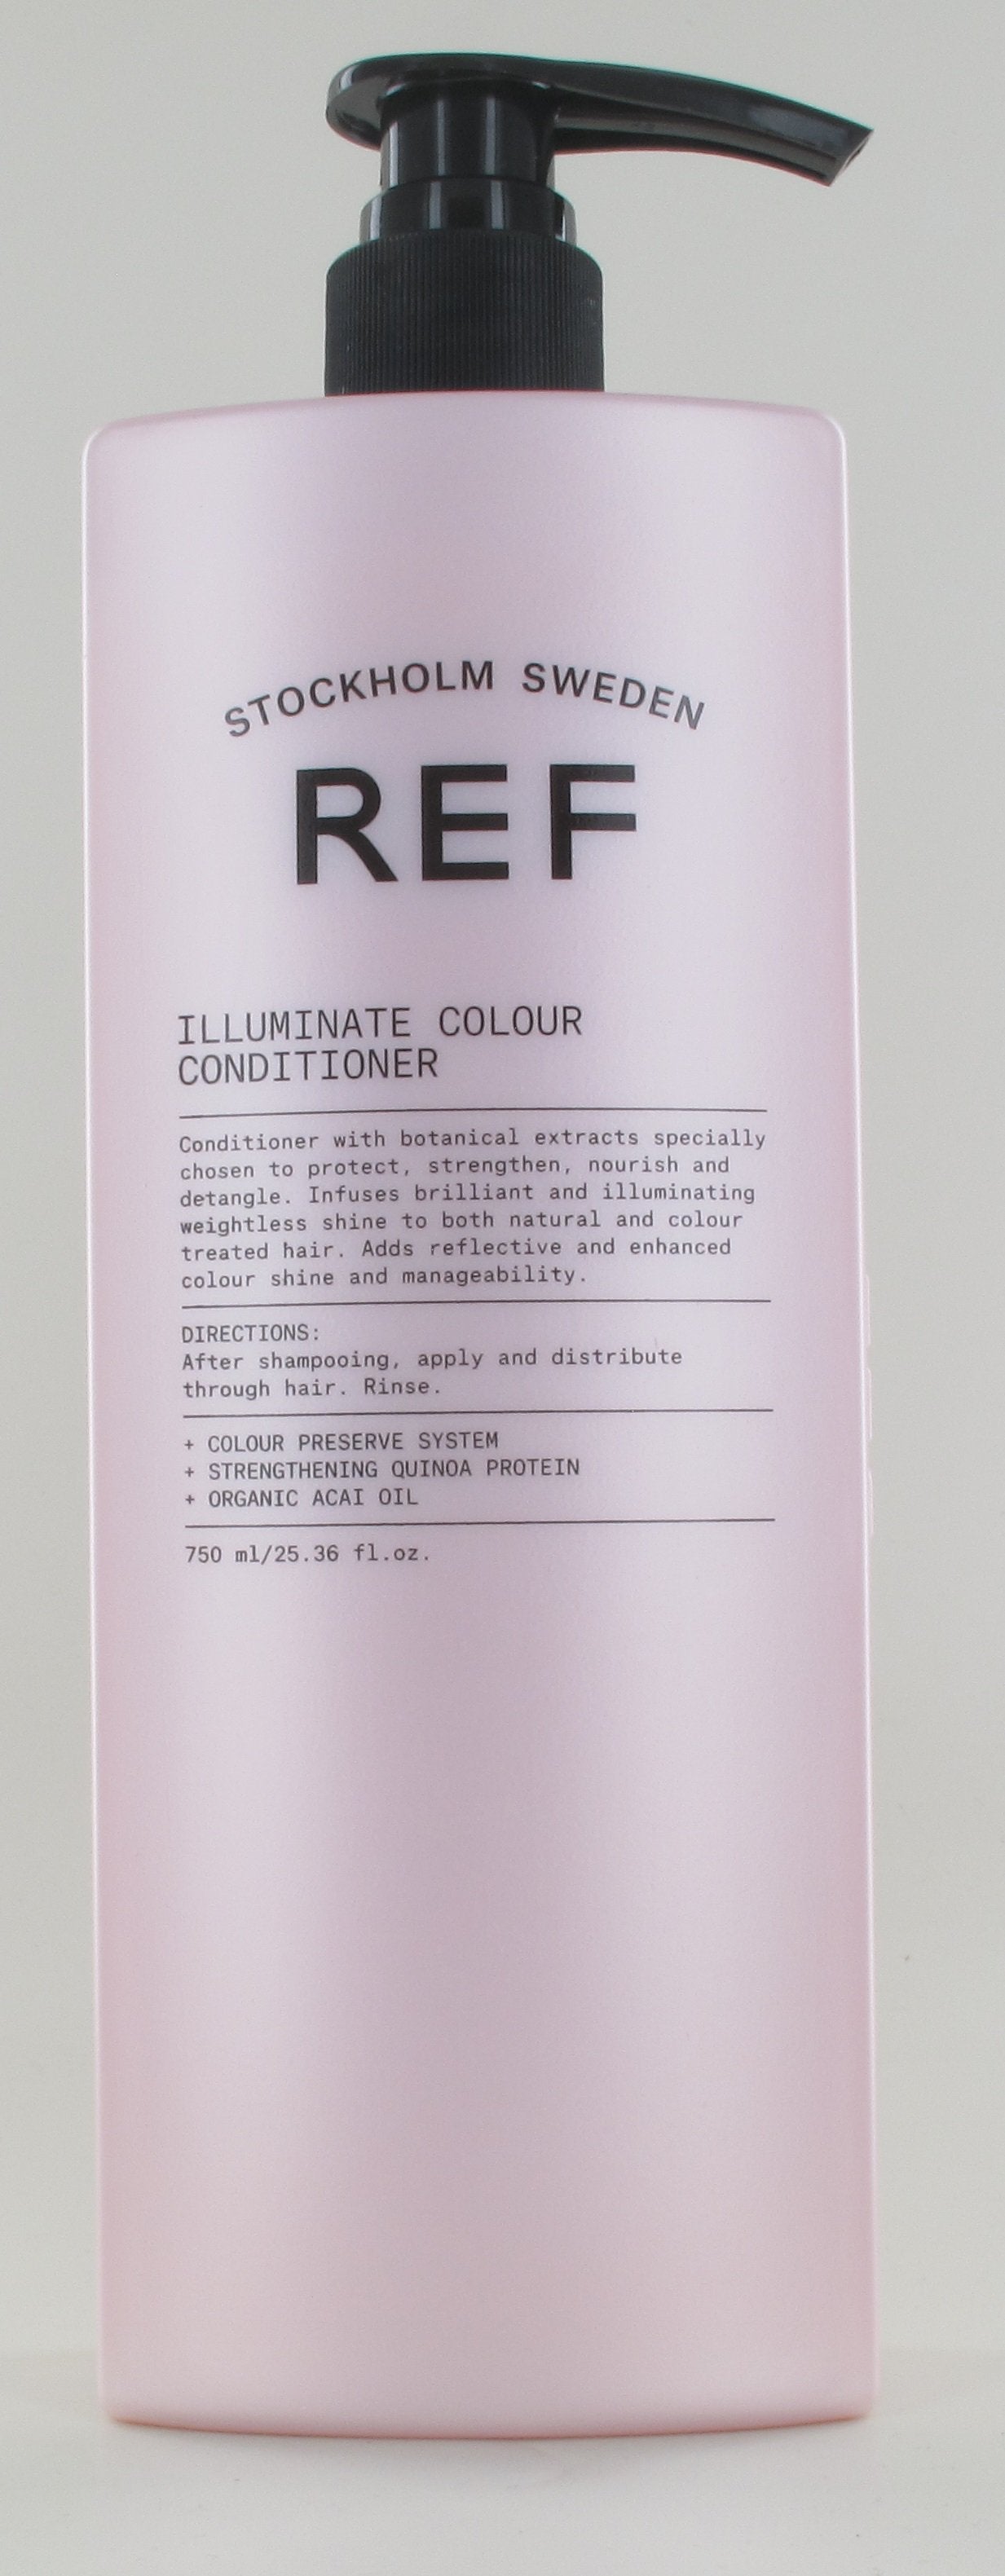 STOCKHOLM SWEDEN
REF
ILLUMINATE COLOUR
CONDITIONER
Conditioner with botanical extracts specially
chosen to protect, strengthen, nourish and
detangle. Infuses brilliant and illuminating
weightless shine to both natural and colour
treated hair. Adds reflective and enhanced
colour shine and manageability.
DIRECTIONS:
After shampooing, apply and distribute
through hair. Rinse.
+ COLOUR PRESERVE SYSTEM
+ STRENGTHENING QUINOA PROTEIN
+ ORGANIC ACAI OIL
750 ml/25.36 fl.oz.